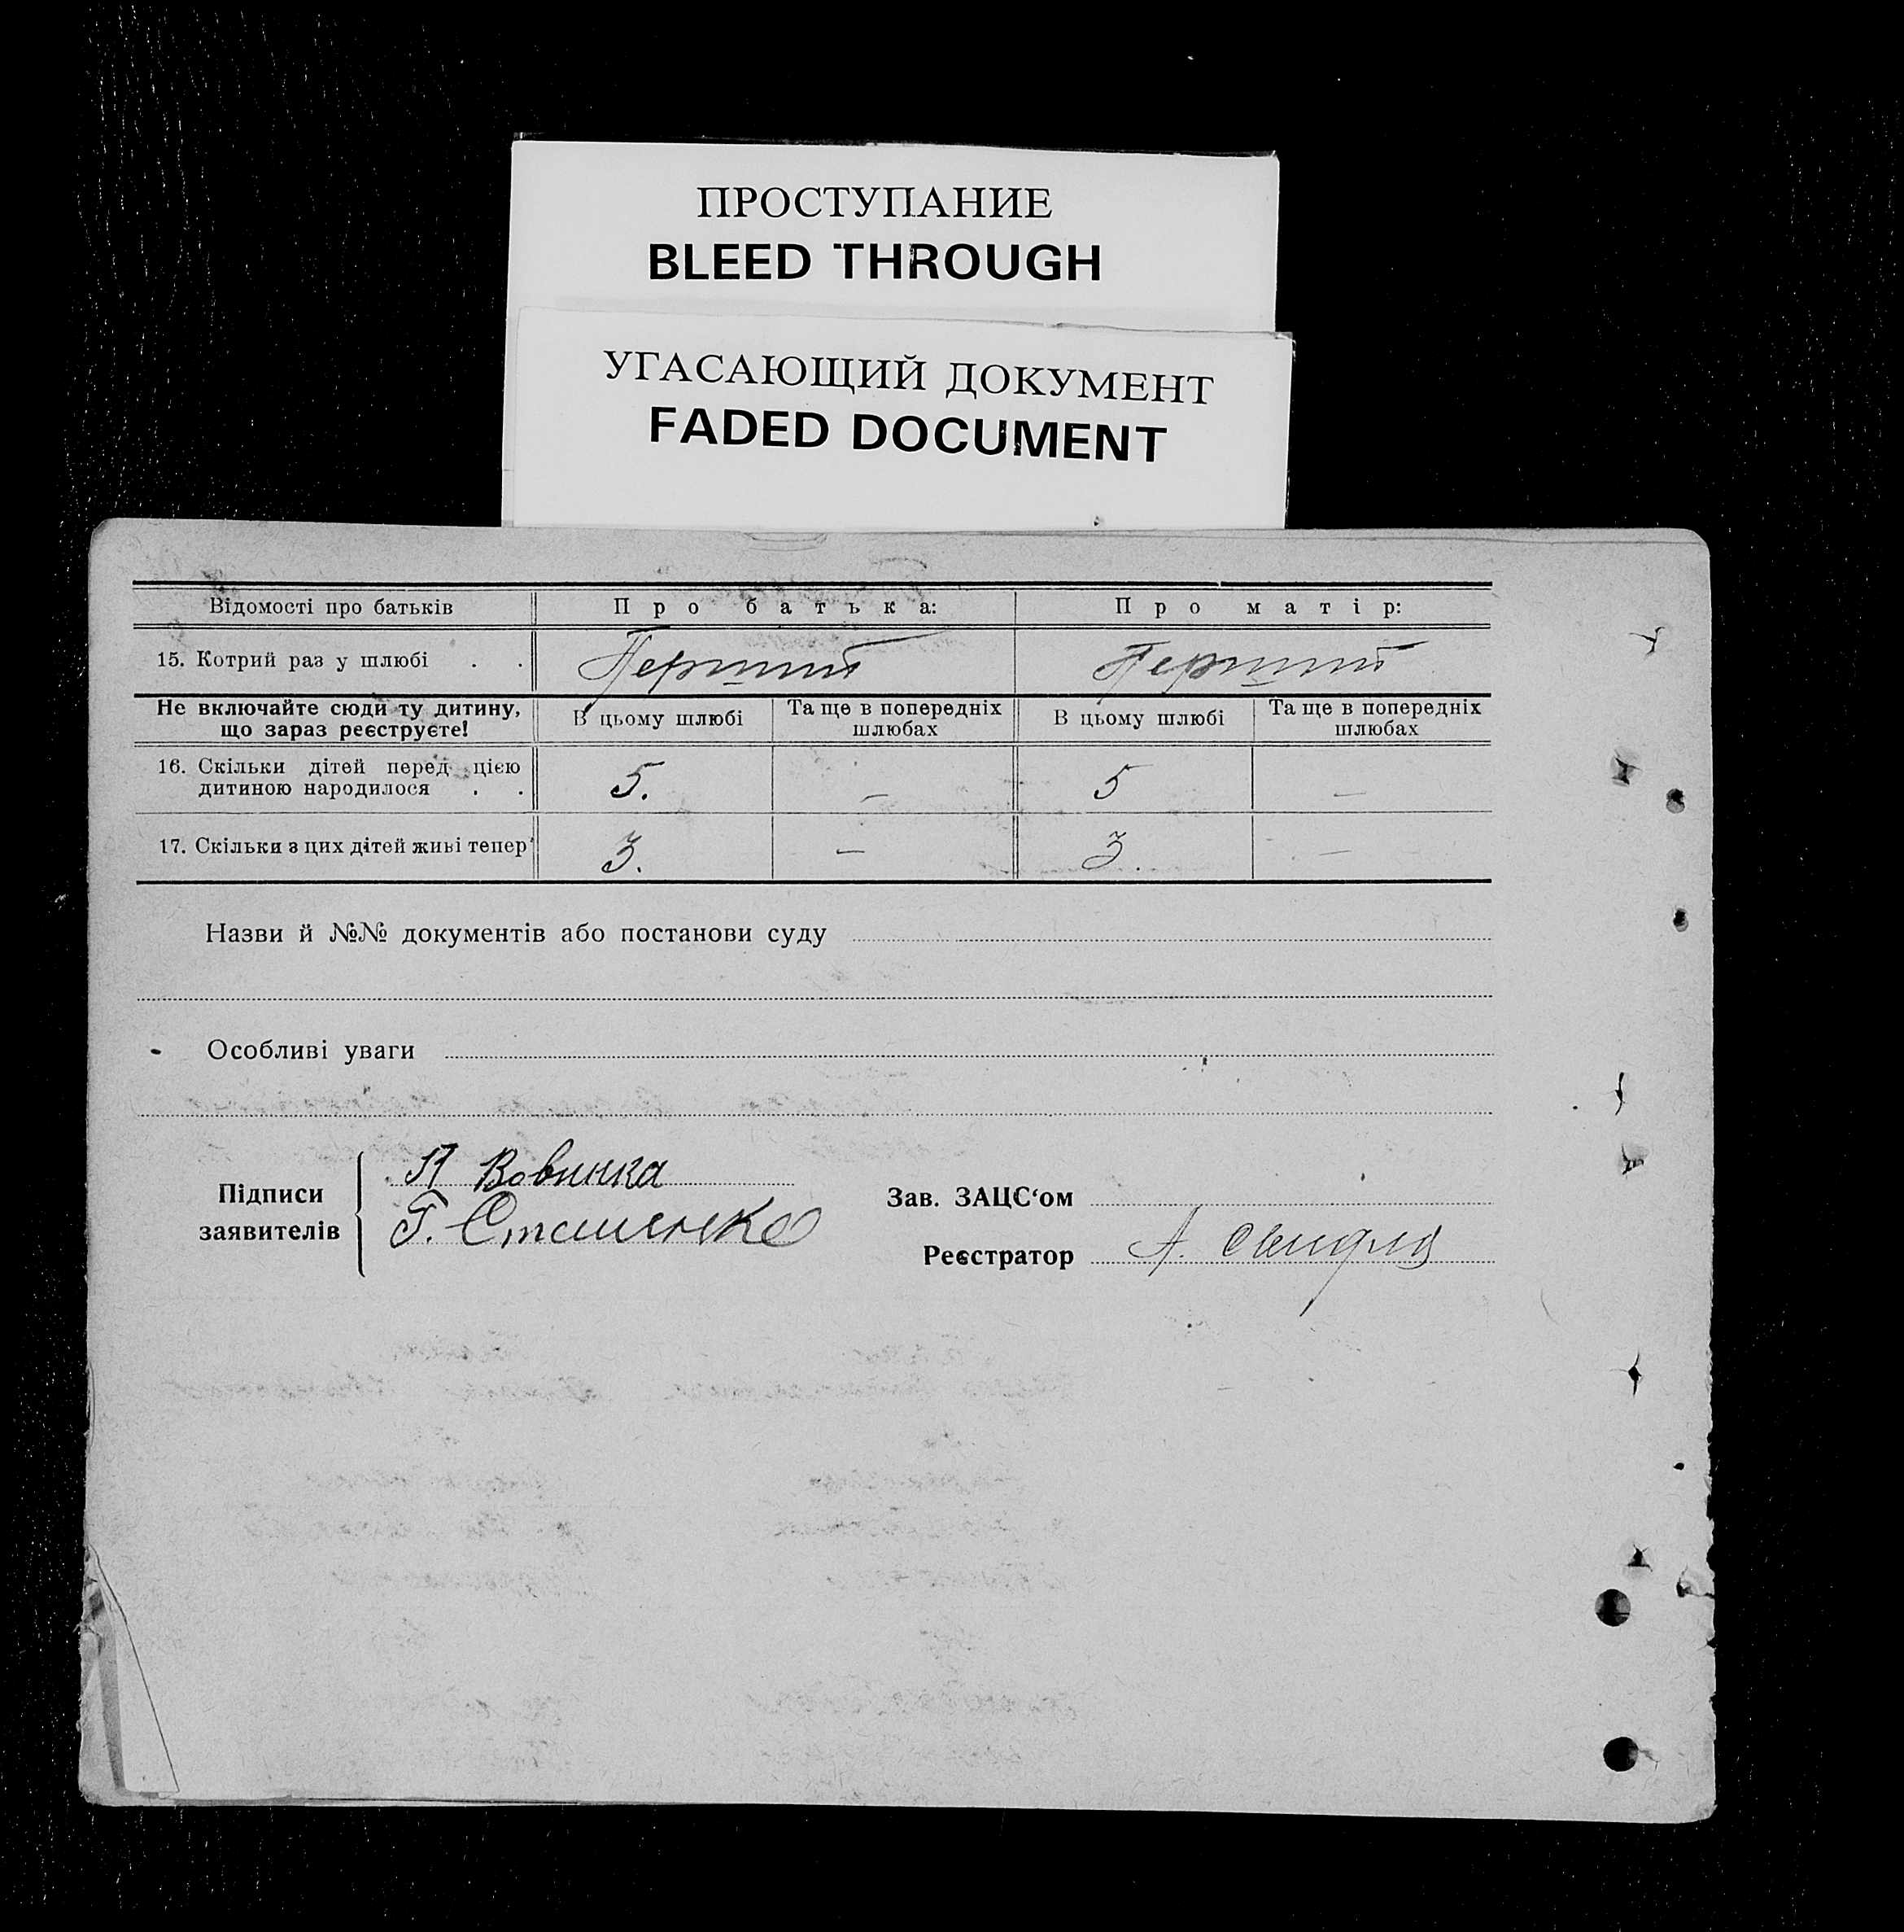 ПРОСТУПАНИЕ
BLEED THROUGH
УГАСАЮЩИЙ ДОКУМЕНТ
FADED DOCUMENT
Відомості про батьків Про батька: Про матір:
15. Котрий раз у шлюбі . . Перший Перший
Не включайте сюди ту дитину, що зараз реєструєте! В цьому шлюбі Та ще в попередніх шлюбах В цьому шлюбі Та ще в попередніх шлюбах
16. Скільки дітей перед цією
дитиною народилося . . 5. – 5 –
17. Скільки з цих дітей живі тепер 3. – 3. –
Назви й №№ документів або постанови суду
Особливі уваги
Підписи заявителів
Вовинка
Г. Сташенко
Зав. ЗАЦС'ом
Реєстратор А.